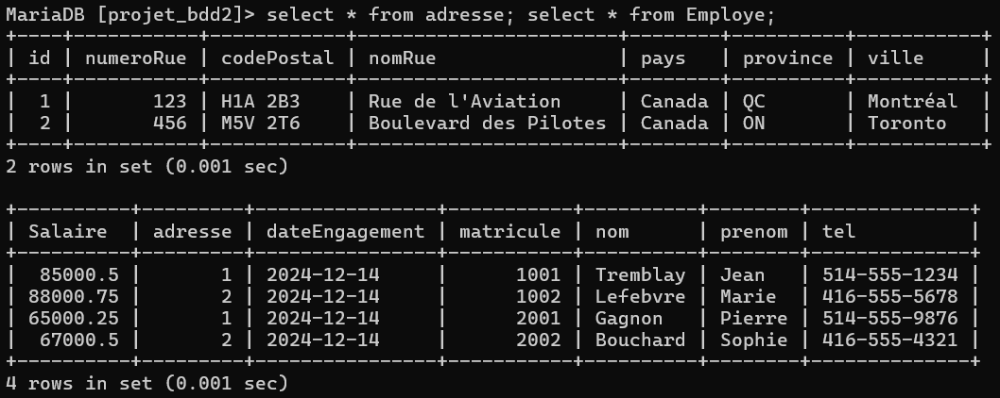 MariaDB [projet_bdd2]> select * from adresse; select * from Employe;
+----+-----------+------------+-----------------------+--------+----------+-----------+
| id | numeroRue | codePostal | nomRue                | pays   | province | ville     |
+----+-----------+------------+-----------------------+--------+----------+-----------+
|  1 |       123 | H1A 2B3    | Rue de l'Aviation     | Canada | QC       | Montréal  |
|  2 |       456 | M5V 2T6    | Boulevard des Pilotes | Canada | ON       | Toronto   |
+----+-----------+------------+-----------------------+--------+----------+-----------+
2 rows in set (0.001 sec)
+----------+---------+----------------+-----------+----------+--------+--------------+
| Salaire  | adresse | dateEngagement | matricule | nom      | prenom | tel          |
+----------+---------+----------------+-----------+----------+--------+--------------+
|  85000.5 |       1 | 2024-12-14     |      1001 | Tremblay | Jean   | 514-555-1234 |
| 88000.75 |       2 | 2024-12-14     |      1002 | Lefebvre | Marie  | 416-555-5678 |
| 65000.25 |       1 | 2024-12-14     |      2001 | Gagnon   | Pierre | 514-555-9876 |
|  67000.5 |       2 | 2024-12-14     |      2002 | Bouchard | Sophie | 416-555-4321 |
+----------+---------+----------------+-----------+----------+--------+--------------+
4 rows in set (0.001 sec)